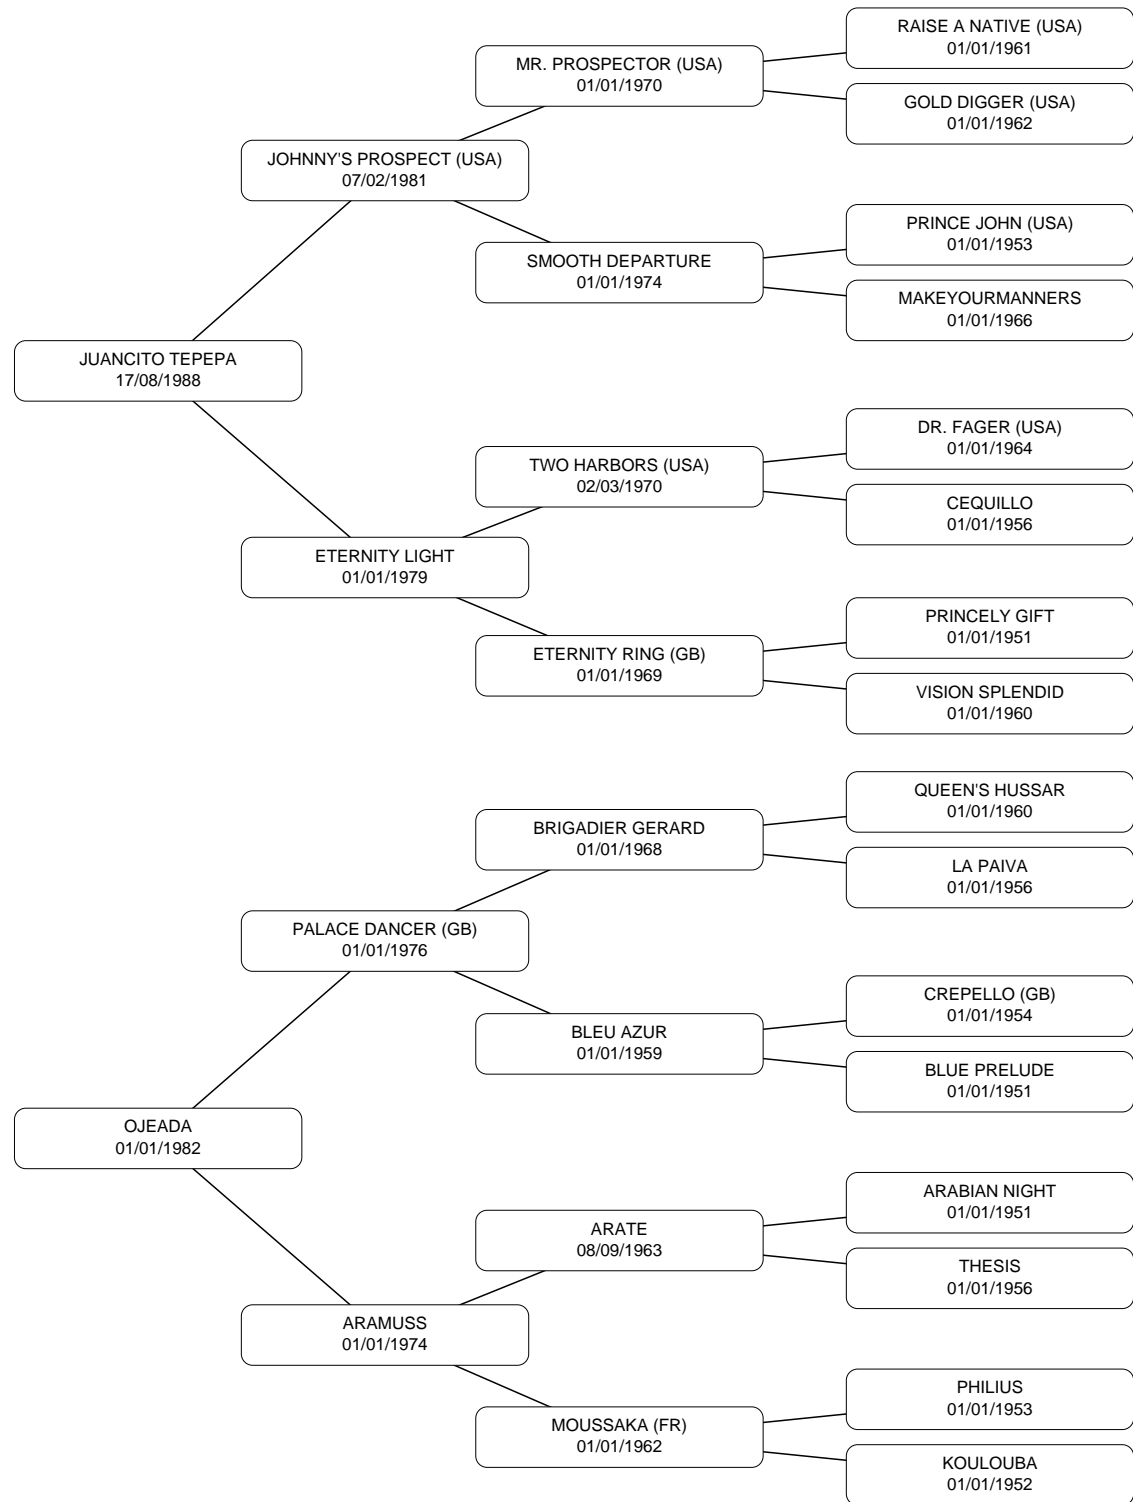 RAISE A NATIVE (USA)
01/01/1961
MR. PROSPECTOR (USA)
01/01/1970
GOLD DIGGER (USA)
01/01/1962
JOHNNY'S PROSPECT (USA)
07/02/1981
PRINCE JOHN (USA)
01/01/1953
SMOOTH DEPARTURE
01/01/1974
MAKEYOURMANNERS
01/01/1966
JUANCITO TEPEPA
17/08/1988
DR. FAGER (USA)
01/01/1964
TWO HARBORS (USA)
02/03/1970
CEQUILLO
01/01/1956
ETERNITY LIGHT
01/01/1979
PRINCELY GIFT
01/01/1951
ETERNITY RING (GB)
01/01/1969
VISION SPLENDID
01/01/1960
QUEEN'S HUSSAR
01/01/1960
BRIGADIER GERARD
01/01/1968
LA PAIVA
01/01/1956
PALACE DANCER (GB)
01/01/1976
CREPELLO (GB)
01/01/1954
BLEU AZUR
01/01/1959
BLUE PRELUDE
01/01/1951
OJEADA
01/01/1982
ARABIAN NIGHT
01/01/1951
ARATE
08/09/1963
THESIS
01/01/1956
ARAMUSS
01/01/1974
PHILIUS
01/01/1953
MOUSSAKA (FR)
01/01/1962
KOULOUBA
01/01/1952